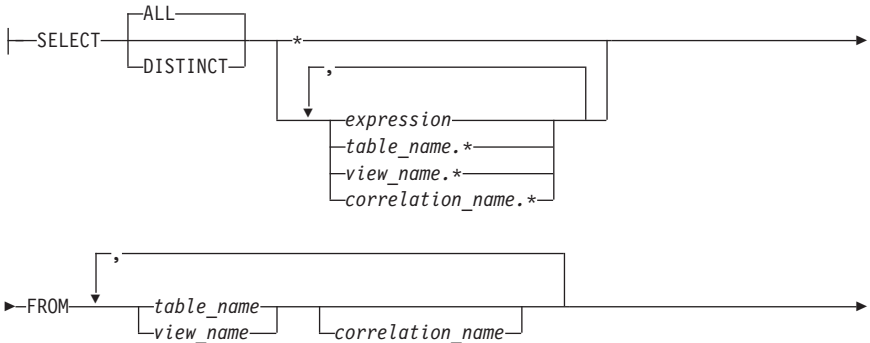 ALL
SELECT *
DISTINCT
,
expression
table_name.*
view_name.*
correlation_name.*
,
FROM table_name
view_name correlation_name